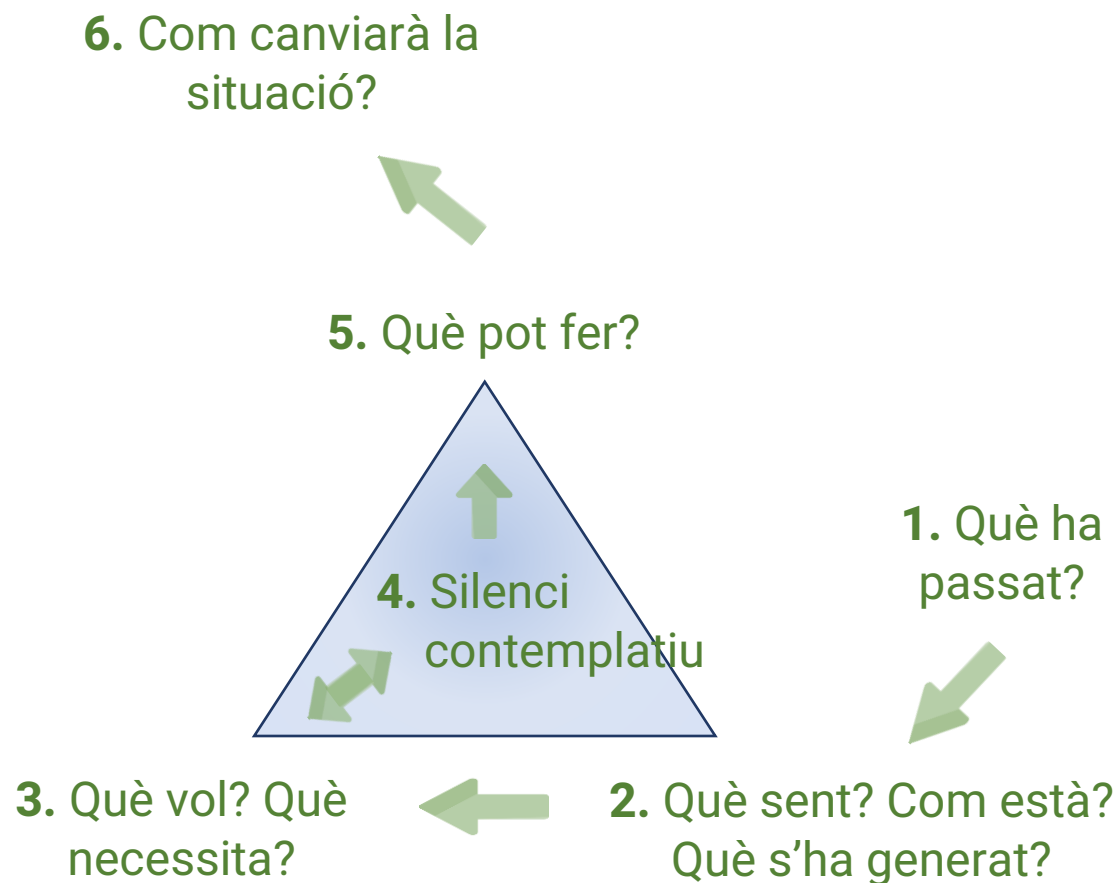 6. Com canviarà la
situació?
5. Què pot fer?
1. Què ha
passat?
4. Silenci
contemplatiu
3. Què vol? Què
necessita?
2. Què sent? Com està?
Què s’ha generat?